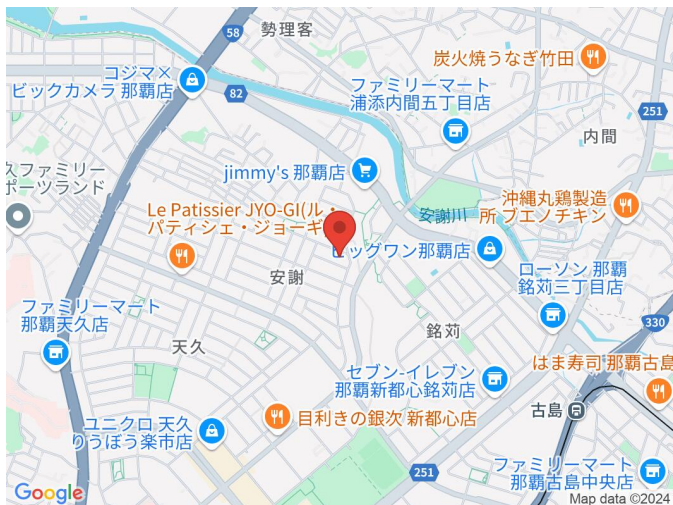 勢理客
58
炭火焼うなぎ竹田
コジマ×
ビックカメラ 那覇店
82
ファミリーマート
浦添内間五丁目店
251
内間
久ファミリー
ポーツランド
jimmy's 那覇店
沖縄丸鶏製造
所 ブエノチキン
Le Patissier JYO-GI(ル・
パティシェ・ジョーギ
安謝川
ビッグワン那覇店
安謝
ローソン 那覇
銘苅三丁目店
ファミリーマート
那覇天久店
銘苅
330
天久
セブン-イレブン
那覇新都心銘苅店
はま寿司 那覇古島
古島
ユニクロ 天久
りうぼう楽市店
目利きの銀次 新都心店
251
ファミリーマート
那覇古島中央店
Google
Map data ©2024